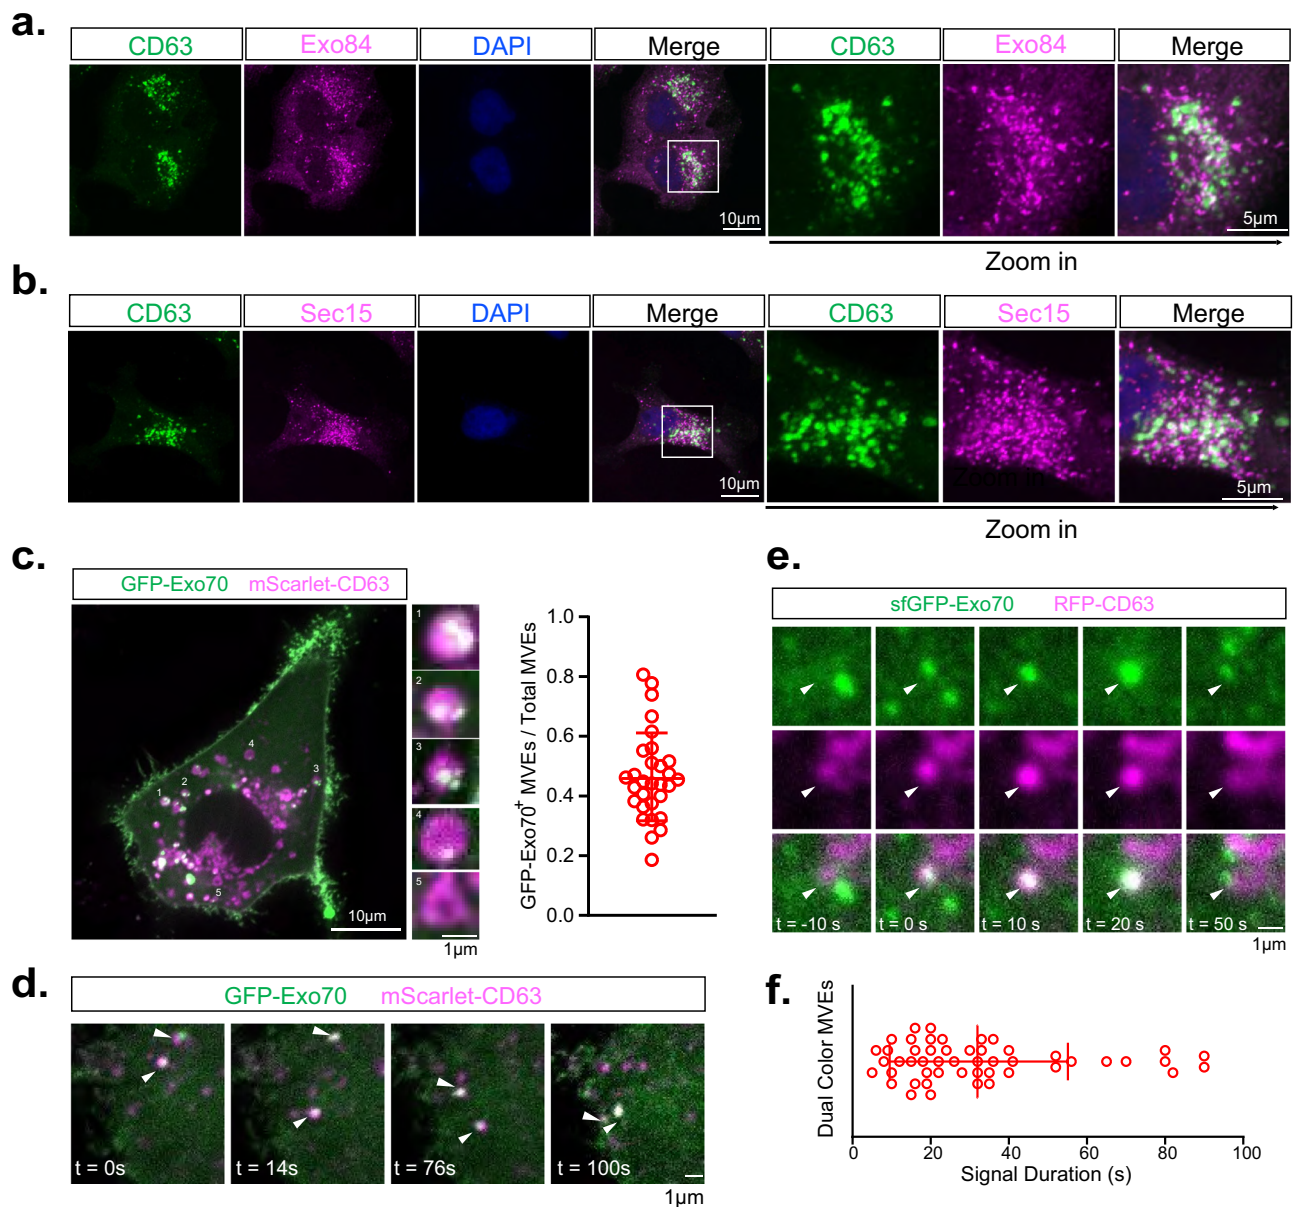 a.
CD63 Exo84 DAPI Merge CD63 Exo84 Merge
10μm 5μm
Zoom in
b.
CD63 Sec15 DAPI Merge CD63 Sec15 Merge
Zoom in
10μm 5μm
Zoom in
c.
GFP-Exo70 mScarlet-CD63
1
2
3
4
5
1
2
3
4
5
10μm
1μm
GFP-Exo70+ MVEs / Total MVEs
1.0
0.8
0.6
0.4
0.2
0.0
d.
GFP-Exo70 mScarlet-CD63
t = 0s t = 14s t = 76s t = 100s
1μm
e.
sfGFP-Exo70 RFP-CD63
t = -10 s t = 0 s t = 10 s t = 20 s t = 50 s
1μm
f.
Dual Color MVEs
0 20 40 60 80 100
Signal Duration (s)